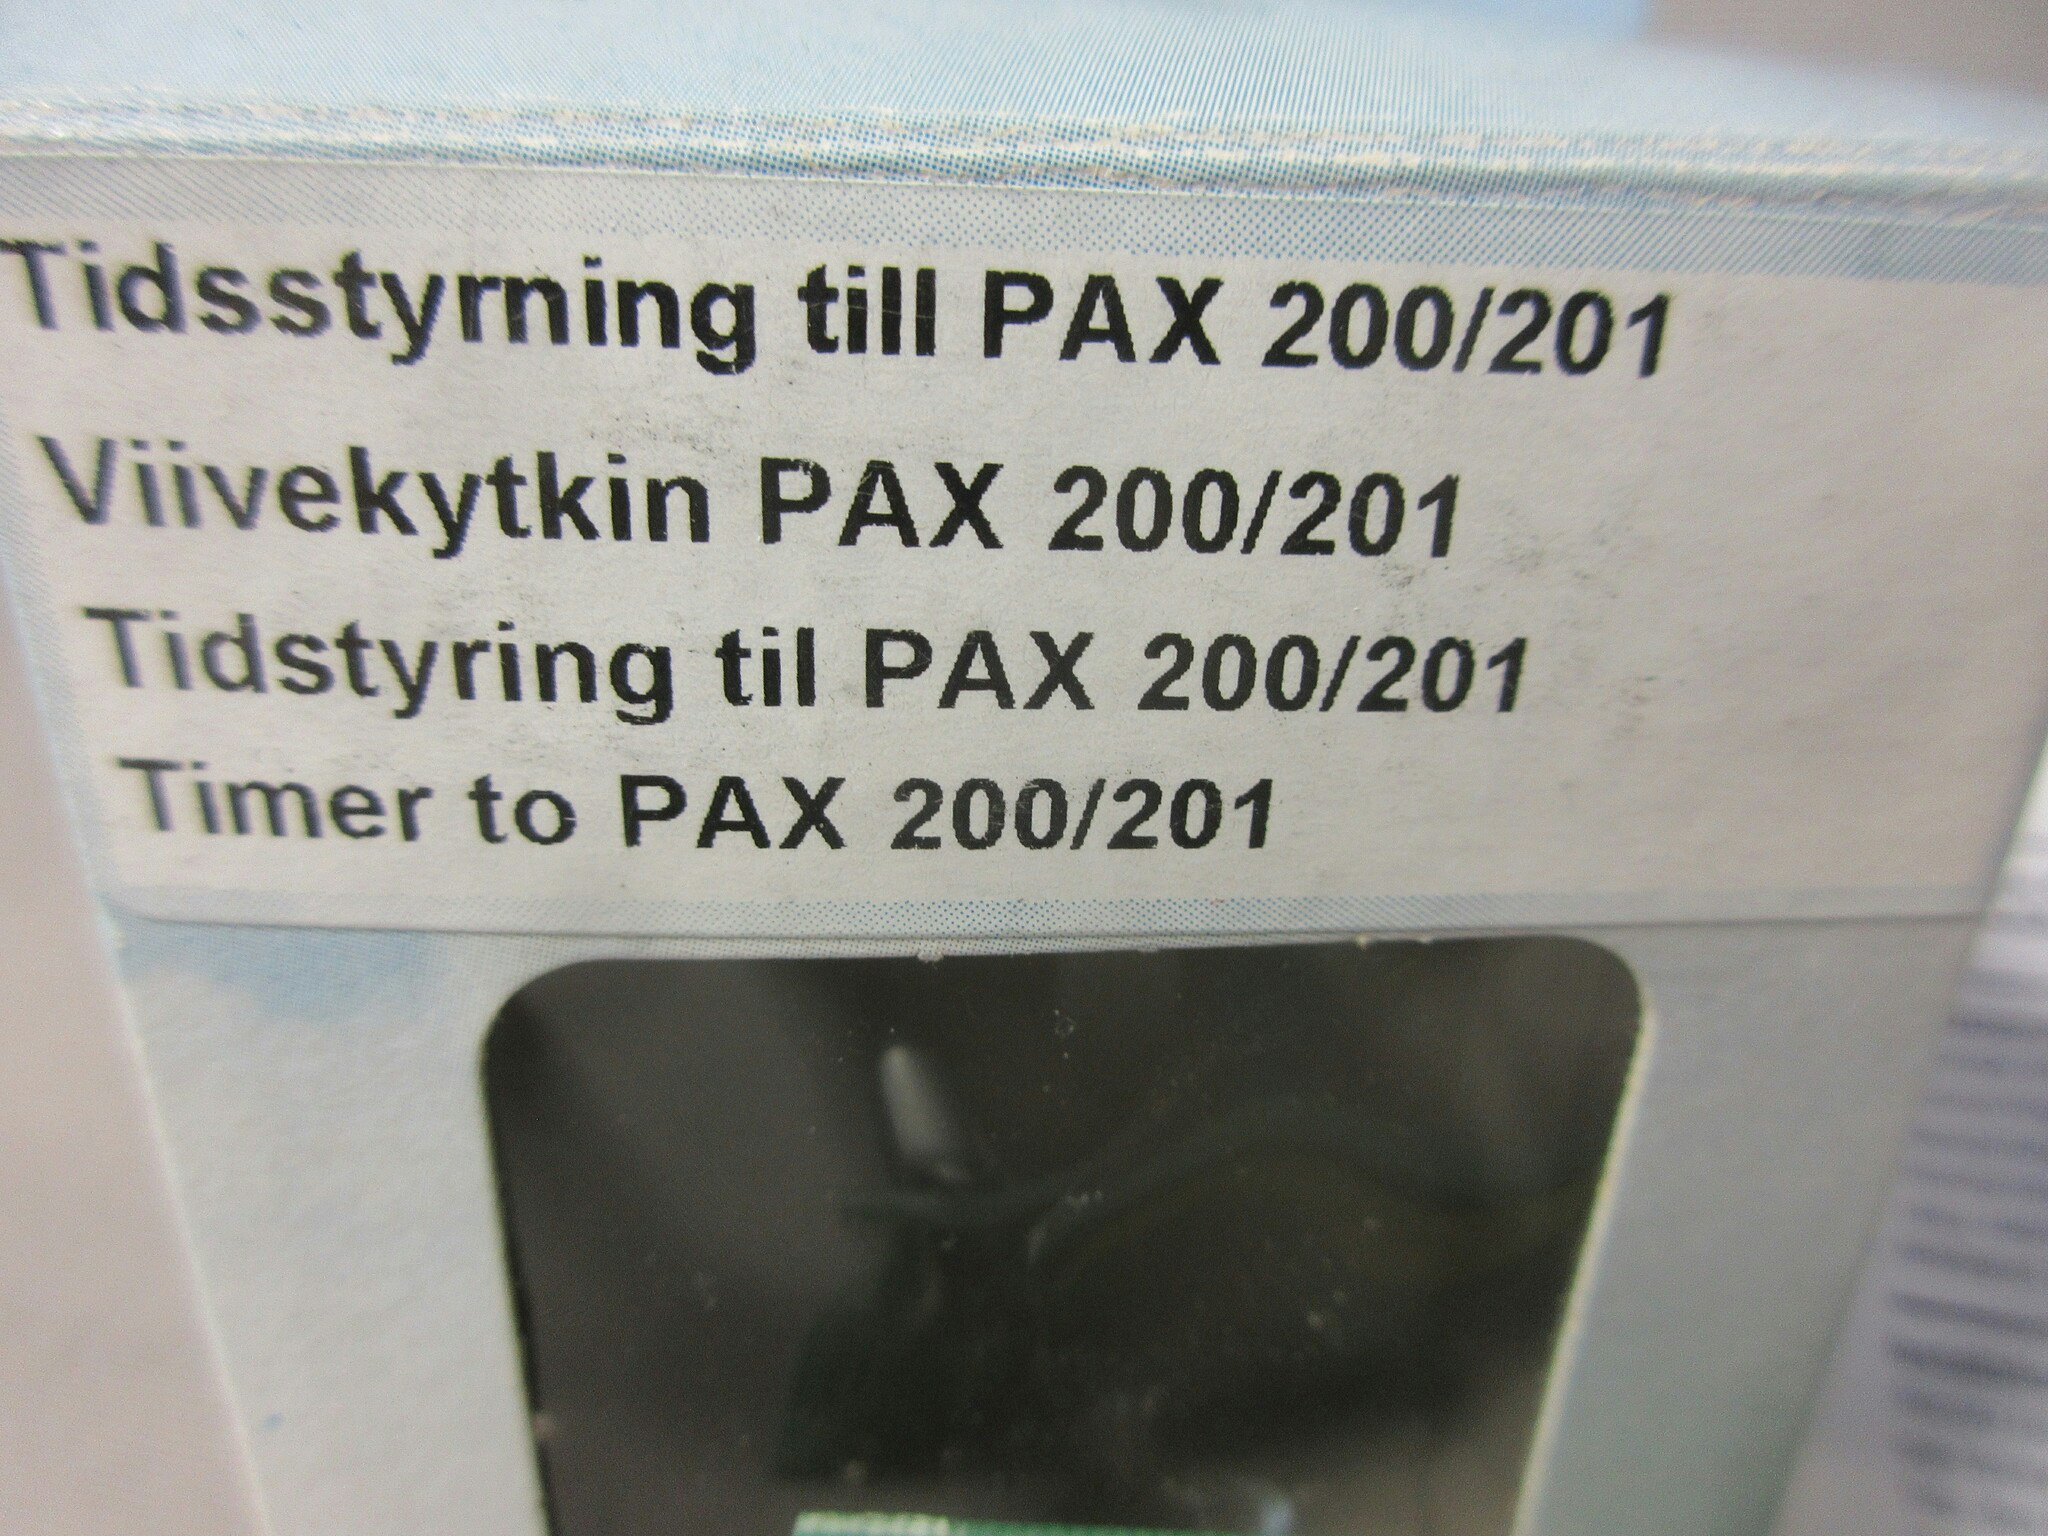 Tidsstyrning till PAX 200/201
Viivekytkin PAX 200/201
Tidstyring til PAX 200/201
Timer to PAX 200/201